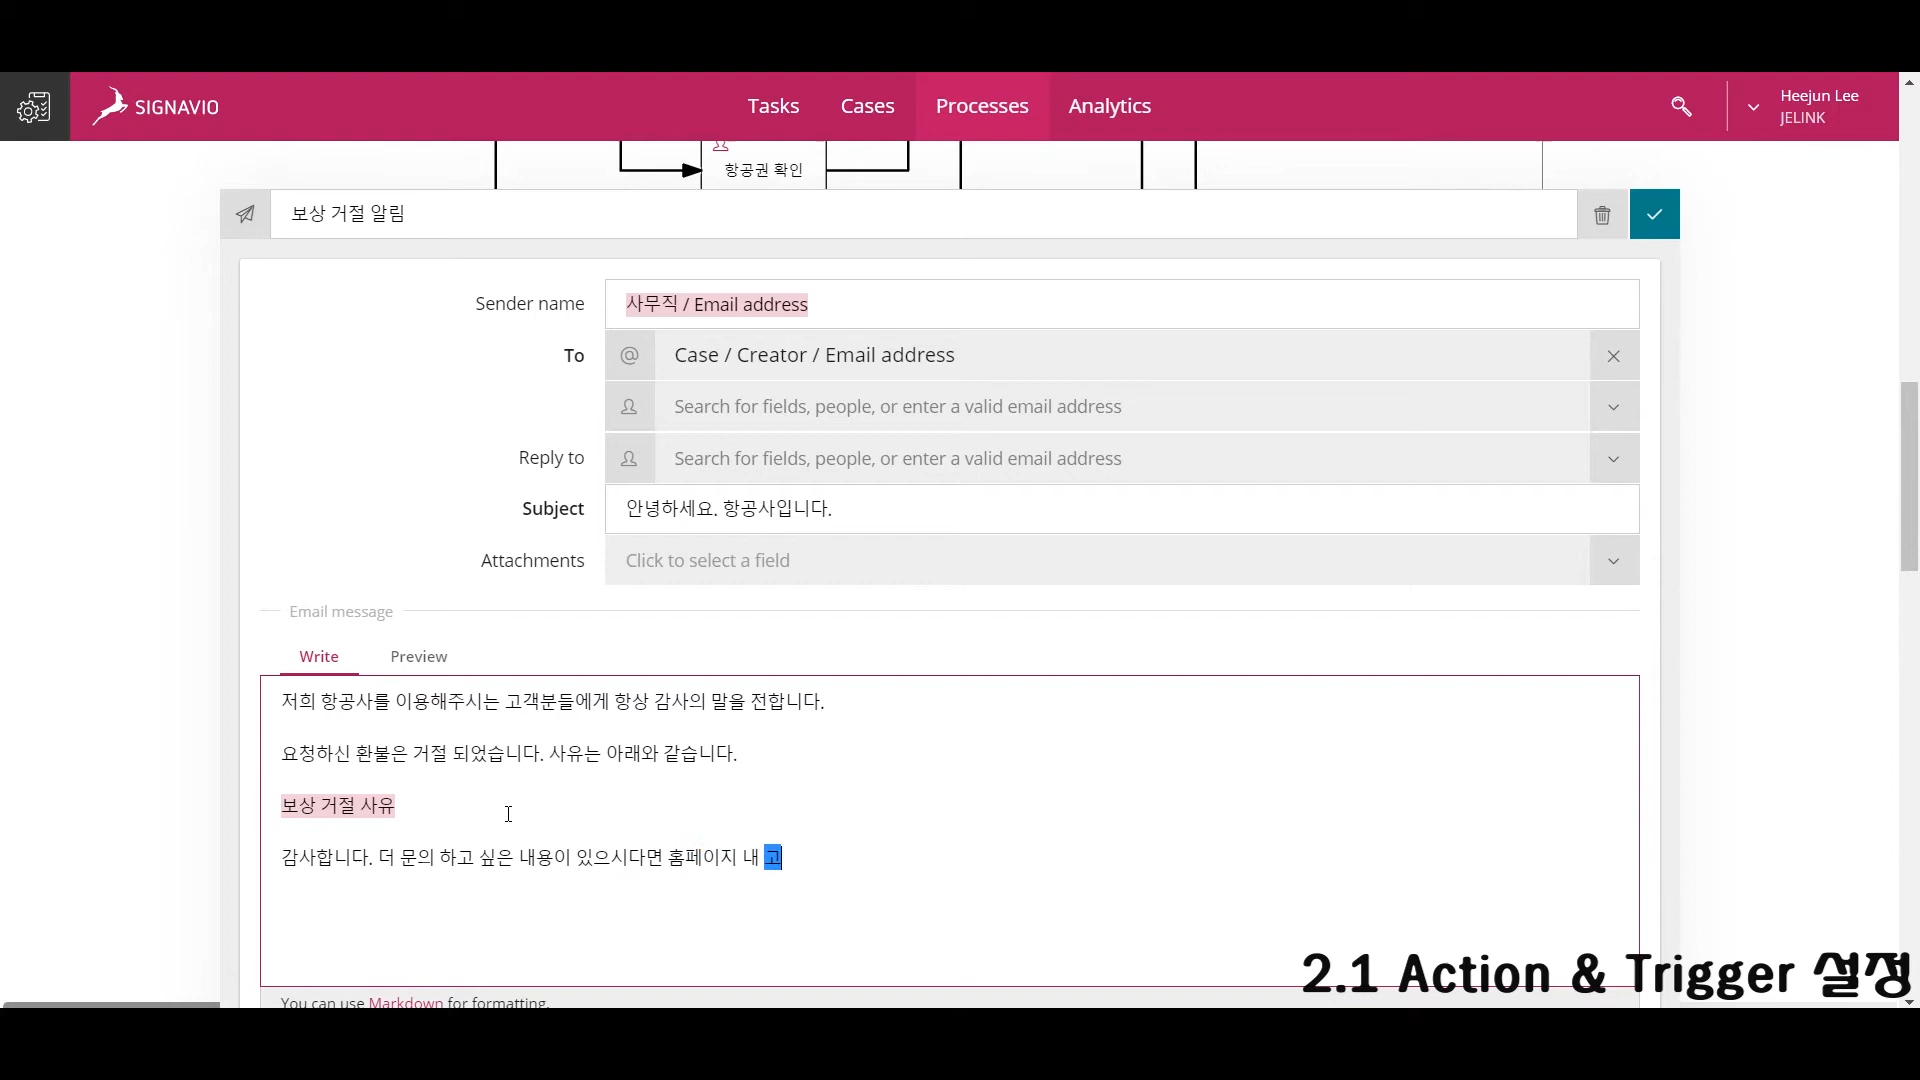 SIGNAVIO
Tasks Cases Processes Analytics
Heejun Lee
JELINK
항공권 확인
보상 거절 알림
Sender name 사무직 / Email address
To @ Case / Creator / Email address
Search for fields, people, or enter a valid email address
Reply to Search for fields, people, or enter a valid email address
Subject 안녕하세요. 항공사입니다.
Attachments Click to select a field
Email message
Write Preview
저희 항공사를 이용해주시는 고객분들에게 항상 감사의 말을 전합니다.
요청하신 환불은 거절 되었습니다. 사유는 아래와 같습니다.
보상 거절 사유
감사합니다. 더 문의 하고 싶은 내용이 있으시다면 홈페이지 내 고
2.1 Action & Trigger 설정
You can use Markdown for formatting.